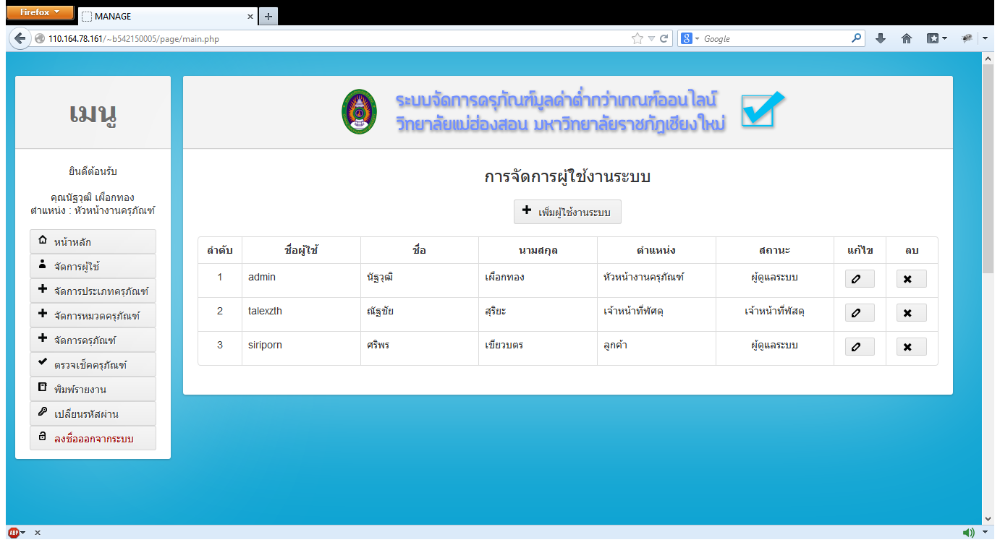 Firefox
MANAGE
110.164.78.161/~b542150005/page/main.php
Google
เมนู
ยินดีต้อนรับ
คุณนัฐวุฒิ เผือกทอง
ตำแหน่ง : หัวหน้างานครุภัณฑ์
หน้าหลัก
จัดการผู้ใช้
จัดการประเภทครุภัณฑ์
จัดการหมวดครุภัณฑ์
จัดการครุภัณฑ์
ตรวจเช็คครุภัณฑ์
พิมพ์รายงาน
เปลี่ยนรหัสผ่าน
ลงชื่อออกจากระบบ
ระบบจัดการครุภัณฑ์มูลค่าต่ำกว่าเกณฑ์ออนไลน์
วิทยาลัยแม่ฮ่องสอน มหาวิทยาลัยราชภัฏเชียงใหม่
การจัดการผู้ใช้งานระบบ
เพิ่มผู้ใช้งานระบบ
ลำดับ ชื่อผู้ใช้ ชื่อ นามสกุล ตำแหน่ง สถานะ แก้ไข ลบ
1 admin นัฐวุฒิ เผือกทอง หัวหน้างานครุภัณฑ์ ผู้ดูแลระบบ
2 talexzth ณัฐชัย สุริยะ เจ้าหน้าที่พัศดุ เจ้าหน้าที่พัสดุ
3 siriporn ศริพร เขียวบตร ลูกค้า ผู้ดูแลระบบ
ABP